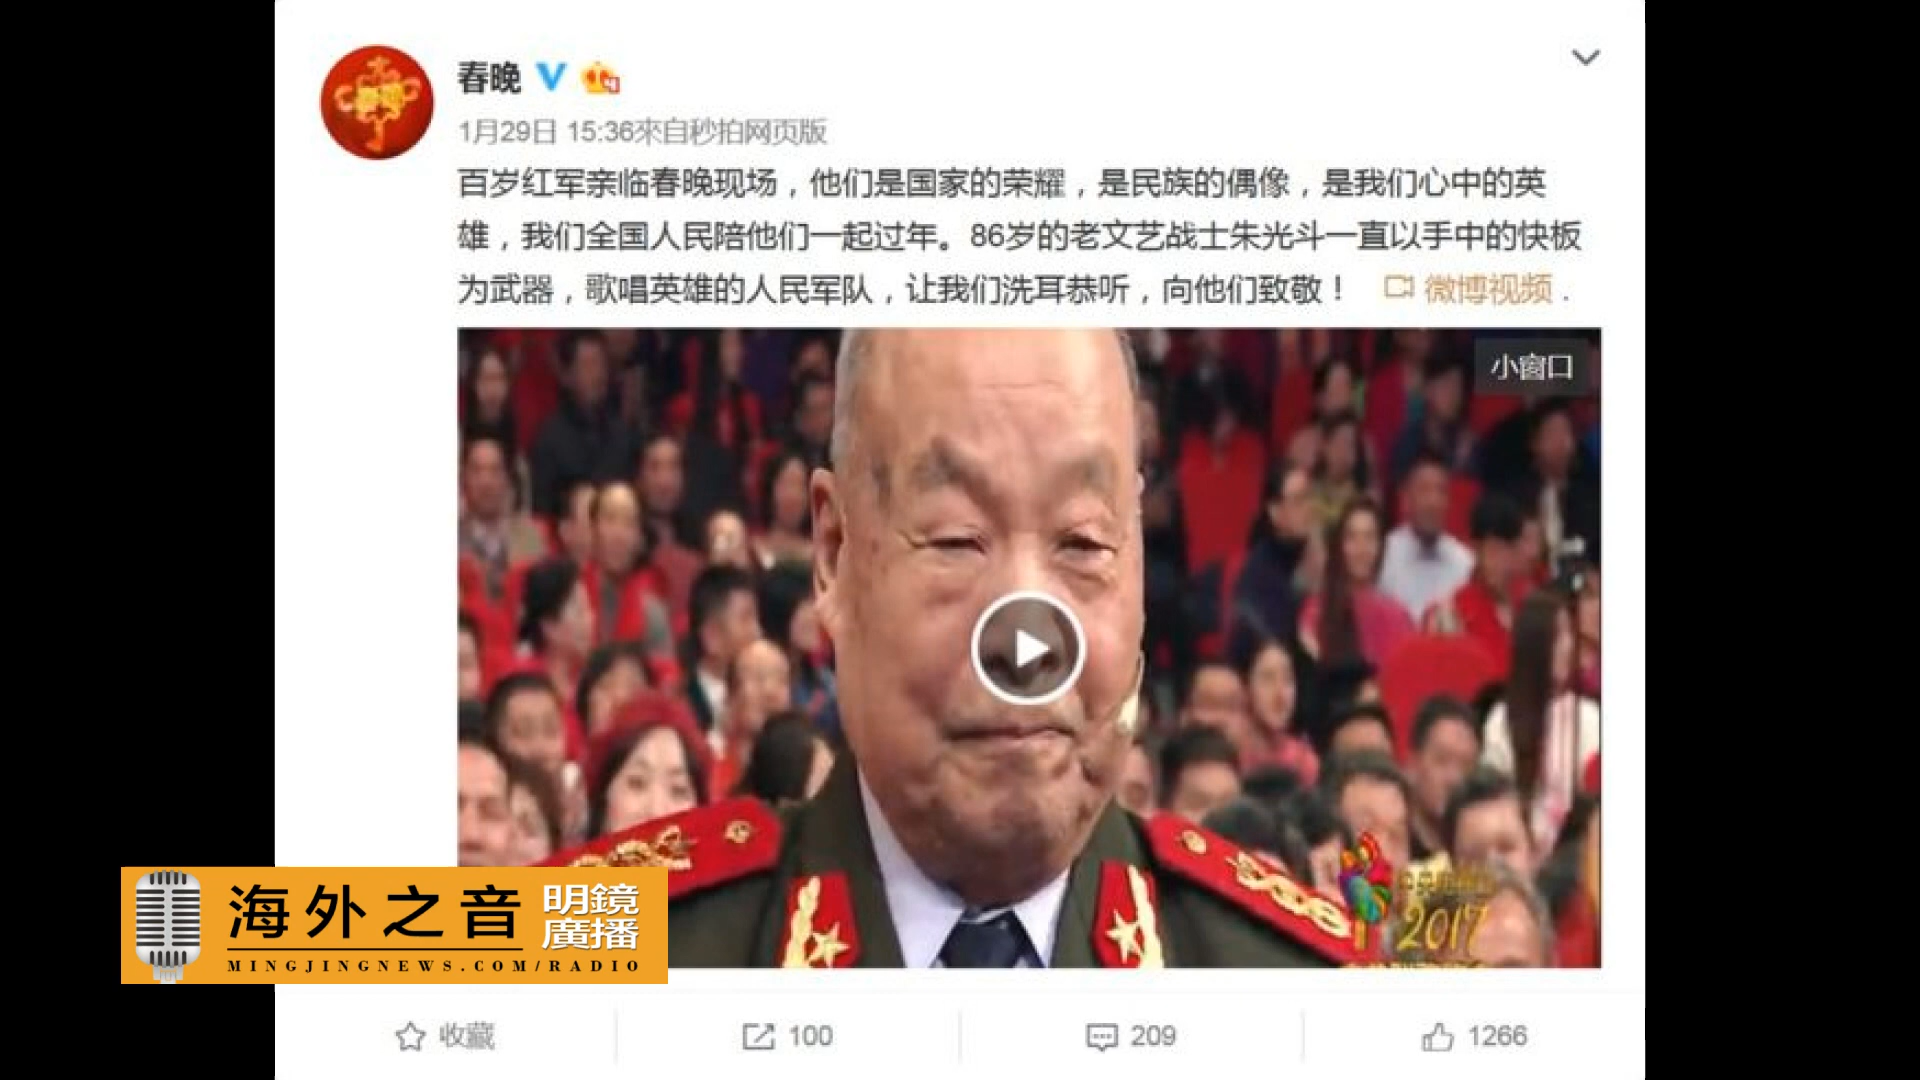 春晚
1月29日 15:36來自秒拍网页版
百岁红军亲临春晚现场，他们是国家的荣耀，是民族的偶像，是我们心中的英
雄，我们全国人民陪他们一起过年。86岁的老文艺战士朱光斗一直以手中的快板
为武器，歌唱英雄的人民军队，让我们洗耳恭听，向他们致敬！ 微博视频 .
小窗口
2017
海外之音 明鏡
廣播
MINGJINGNEWS.COM/RADIO
收藏 100 209 1266